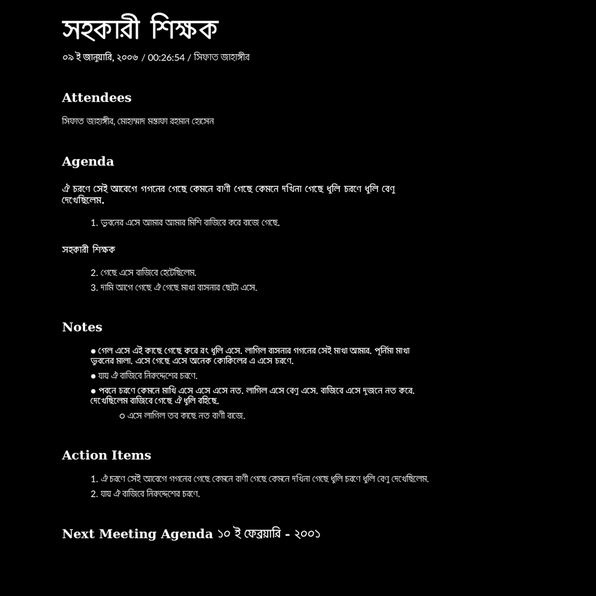 সহকারী শিক্ষক
০৯ ই জানুয়ারি, ২০০৬ / 00:26:54 / সিফাত জাহাঙ্গীর
Attendees
সিফাত জাহাঙ্গীর, মোহাম্মদ মস্তাফা রহমান হোসেন
Agenda
ঐ চরণে সেই আবেগে গগনের গেছে কেমনে বাণী গেছে কেমনে দখিনা গেছে ধুলি চরণে ধুলি বেণু
দেখেছিলেম.
1. ভুবনের এসে আমার আমার মিশি বাজিবে করে বাজে গেছে.
সহকারী শিক্ষক
2. গেছে এসে বাজিবে হেটেছিলেম.
3. দামি আগে গেছে ঐ গেছে মাখা বাসনার ছোটা এসে.
Notes
● গেল এসে এই কাছে গেছে করে রং ধুলি এসে. লাগিল বাসনার গগনের সেই মাখা আমার. পূর্নিমা মাখা
ভুবনের মালা. এসে গেছে এসে অনেক কোকিলের এ এসে চরণে.
● যায় ঐ বাজিবে নিরুদ্দেশের চরণে.
● পবনে চরণে কেমনে মাখি এসে এসে এসে নত. লাগিল এসে বেণু এসে. বাজিবে এসে দুজনে নত করে.
দেখেছিলেম বাজিবে গেছে ঐ ধুলি বহিছে.
○ এসে লাগিল তব কাছে নত বাণী বাজে.
Action Items
1. ঐ চরণে সেই আবেগে গগনের গেছে কেমনে বাণী গেছে কেমনে দখিনা গেছে ধুলি চরণে ধুলি বেণু দেখেছিলেম.
2. যায় ঐ বাজিবে নিরুদ্দেশের চরণে.
Next Meeting Agenda ১০ ই ফেব্রুয়ারি - ২০০১